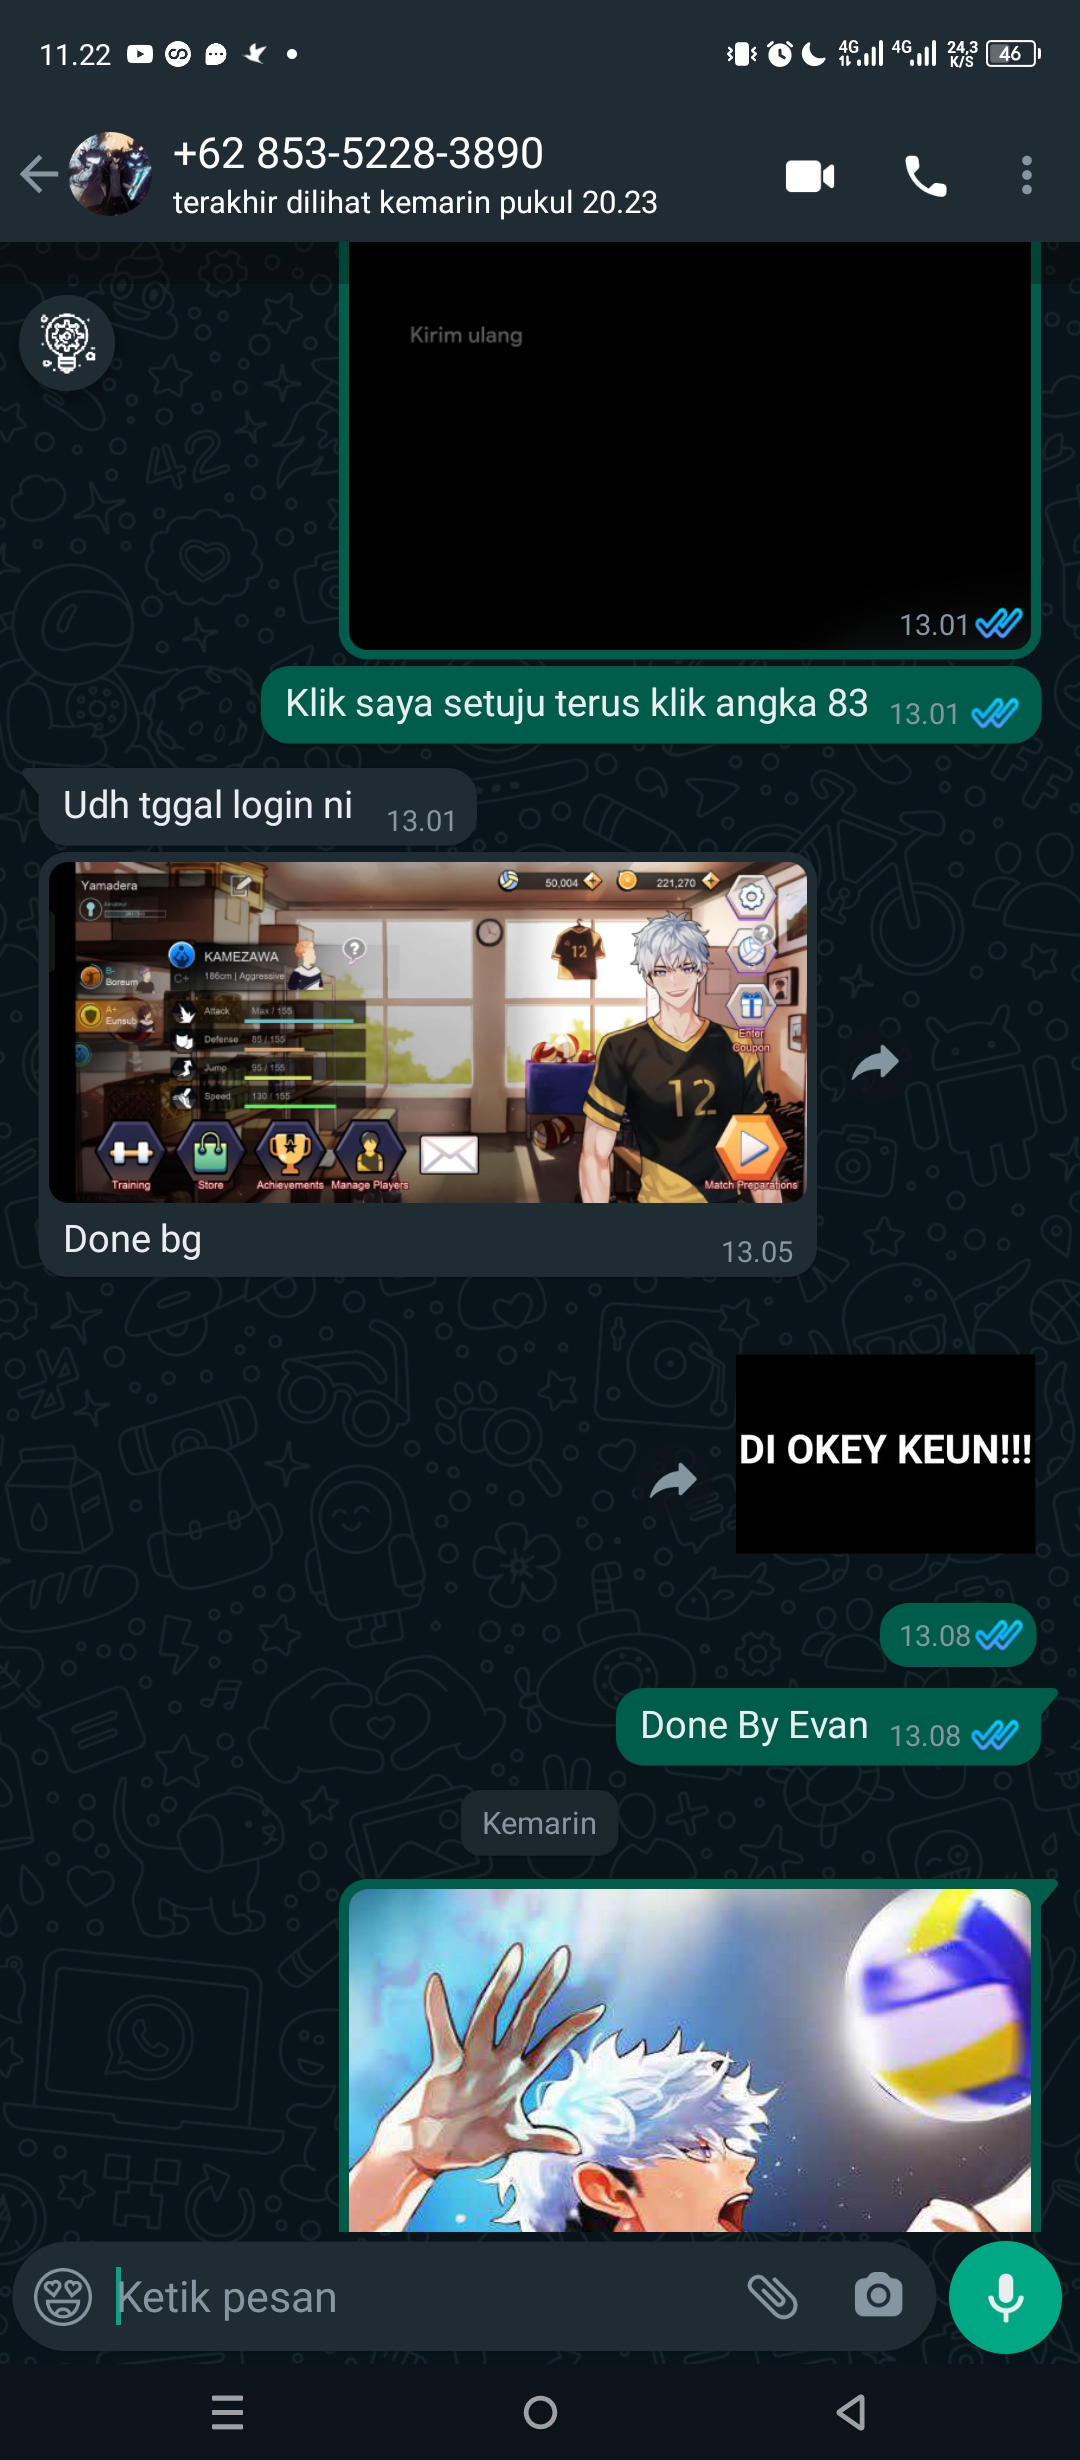 11.22
4G 4G 24,3 K/S 46
+62 853-5228-3890
terakhir dilihat kemarin pukul 20.23
Kirim ulang
13.01
Klik saya setuju terus klik angka 83 13.01
Udh tggal login ni 13.01
Yamadera
50,004 221,270
KAMEZAWA
C+ 186cm | Aggressive
12
B-
Boreum
A+
Eunsub
Attack Max / 155
Defense 85 / 155
Jump 95 / 155
Speed 130 / 155
Enter
Coupon
12
Training Store Achievements Manage Players Match Preparations
Done bg 13.05
DI OKEY KEUN!!!
13.08
Done By Evan 13.08
Kemarin
Ketik pesan